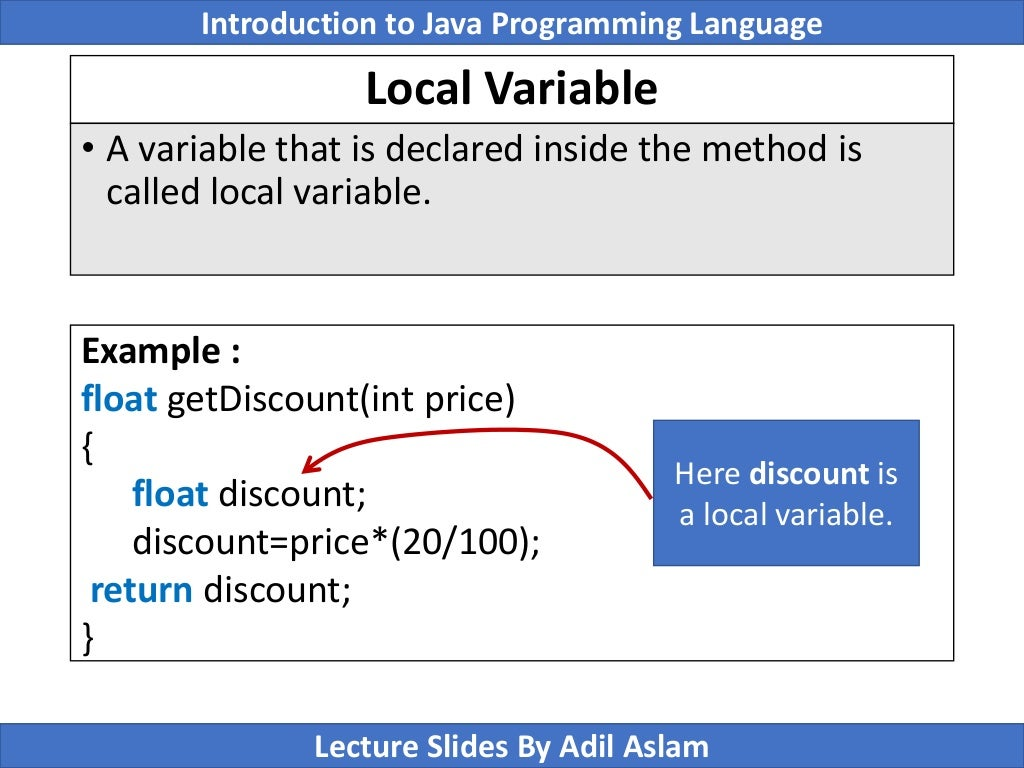 Introduction to Java Programming Language
Local Variable
• A variable that is declared inside the method is
called local variable.
Example :
float getDiscount(int price)
{
float discount;
discount=price*(20/100);
return discount;
}
Here discount is
a local variable.
Lecture Slides By Adil Aslam